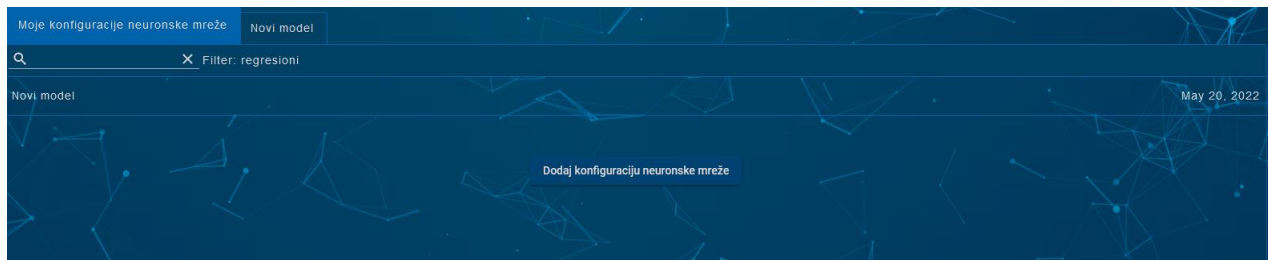 Moje konfiguracije neuronske mreže
Novi model
Filter: regresioni
Novi model
May 20, 2022
Dodaj konfiguraciju neuronske mreže